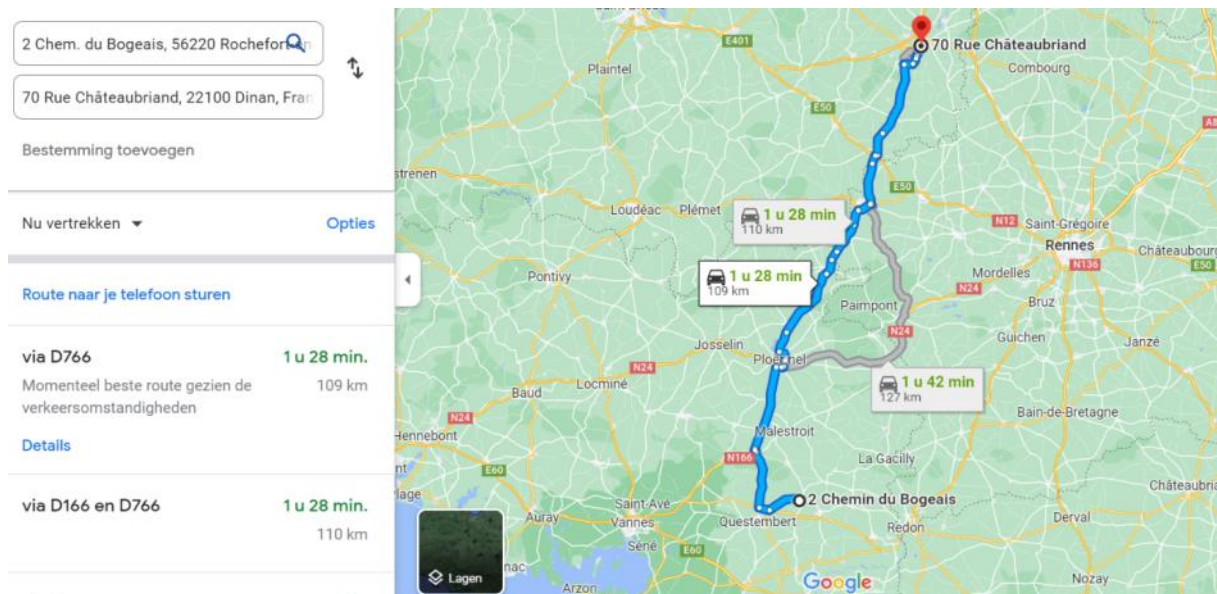 2 Chem. du Bogeais, 56220 Rochefort-en
70 Rue Châteaubriand, 22100 Dinan, Fran
Bestemming toevoegen
Nu vertrekken
Opties
Route naar je telefoon sturen
via D766
1 u 28 min.
Momenteel beste route gezien de
109 km
verkeersomstandigheden
Details
via D166 en D766
1 u 28 min.
110 km
Lagen
E401
70 Rue Châteaubriand
Plaintel
Combourg
E50
strenen
E50
Loudéac
Plémet
1 u 28 min
110 km
N12
Saint-Grégoire
Rennes
Châteaubourg
N136
E50
Pontivy
1 u 28 min
109 km
Mordelles
N24
Paimpont
Bruz
Josselin
N24
Guichen
Janzé
Ploërmel
N24
Locminé
1 u 42 min
127 km
Baud
N24
Bain-de-Bretagne
Hennebont
Malestroit
N166
La Gacilly
E60
2 Chemin du Bogeais
Saint-Avé
Auray
Vannes
Questembert
Redon
Derval
Séné
E60
Arzon
Google
Nozay